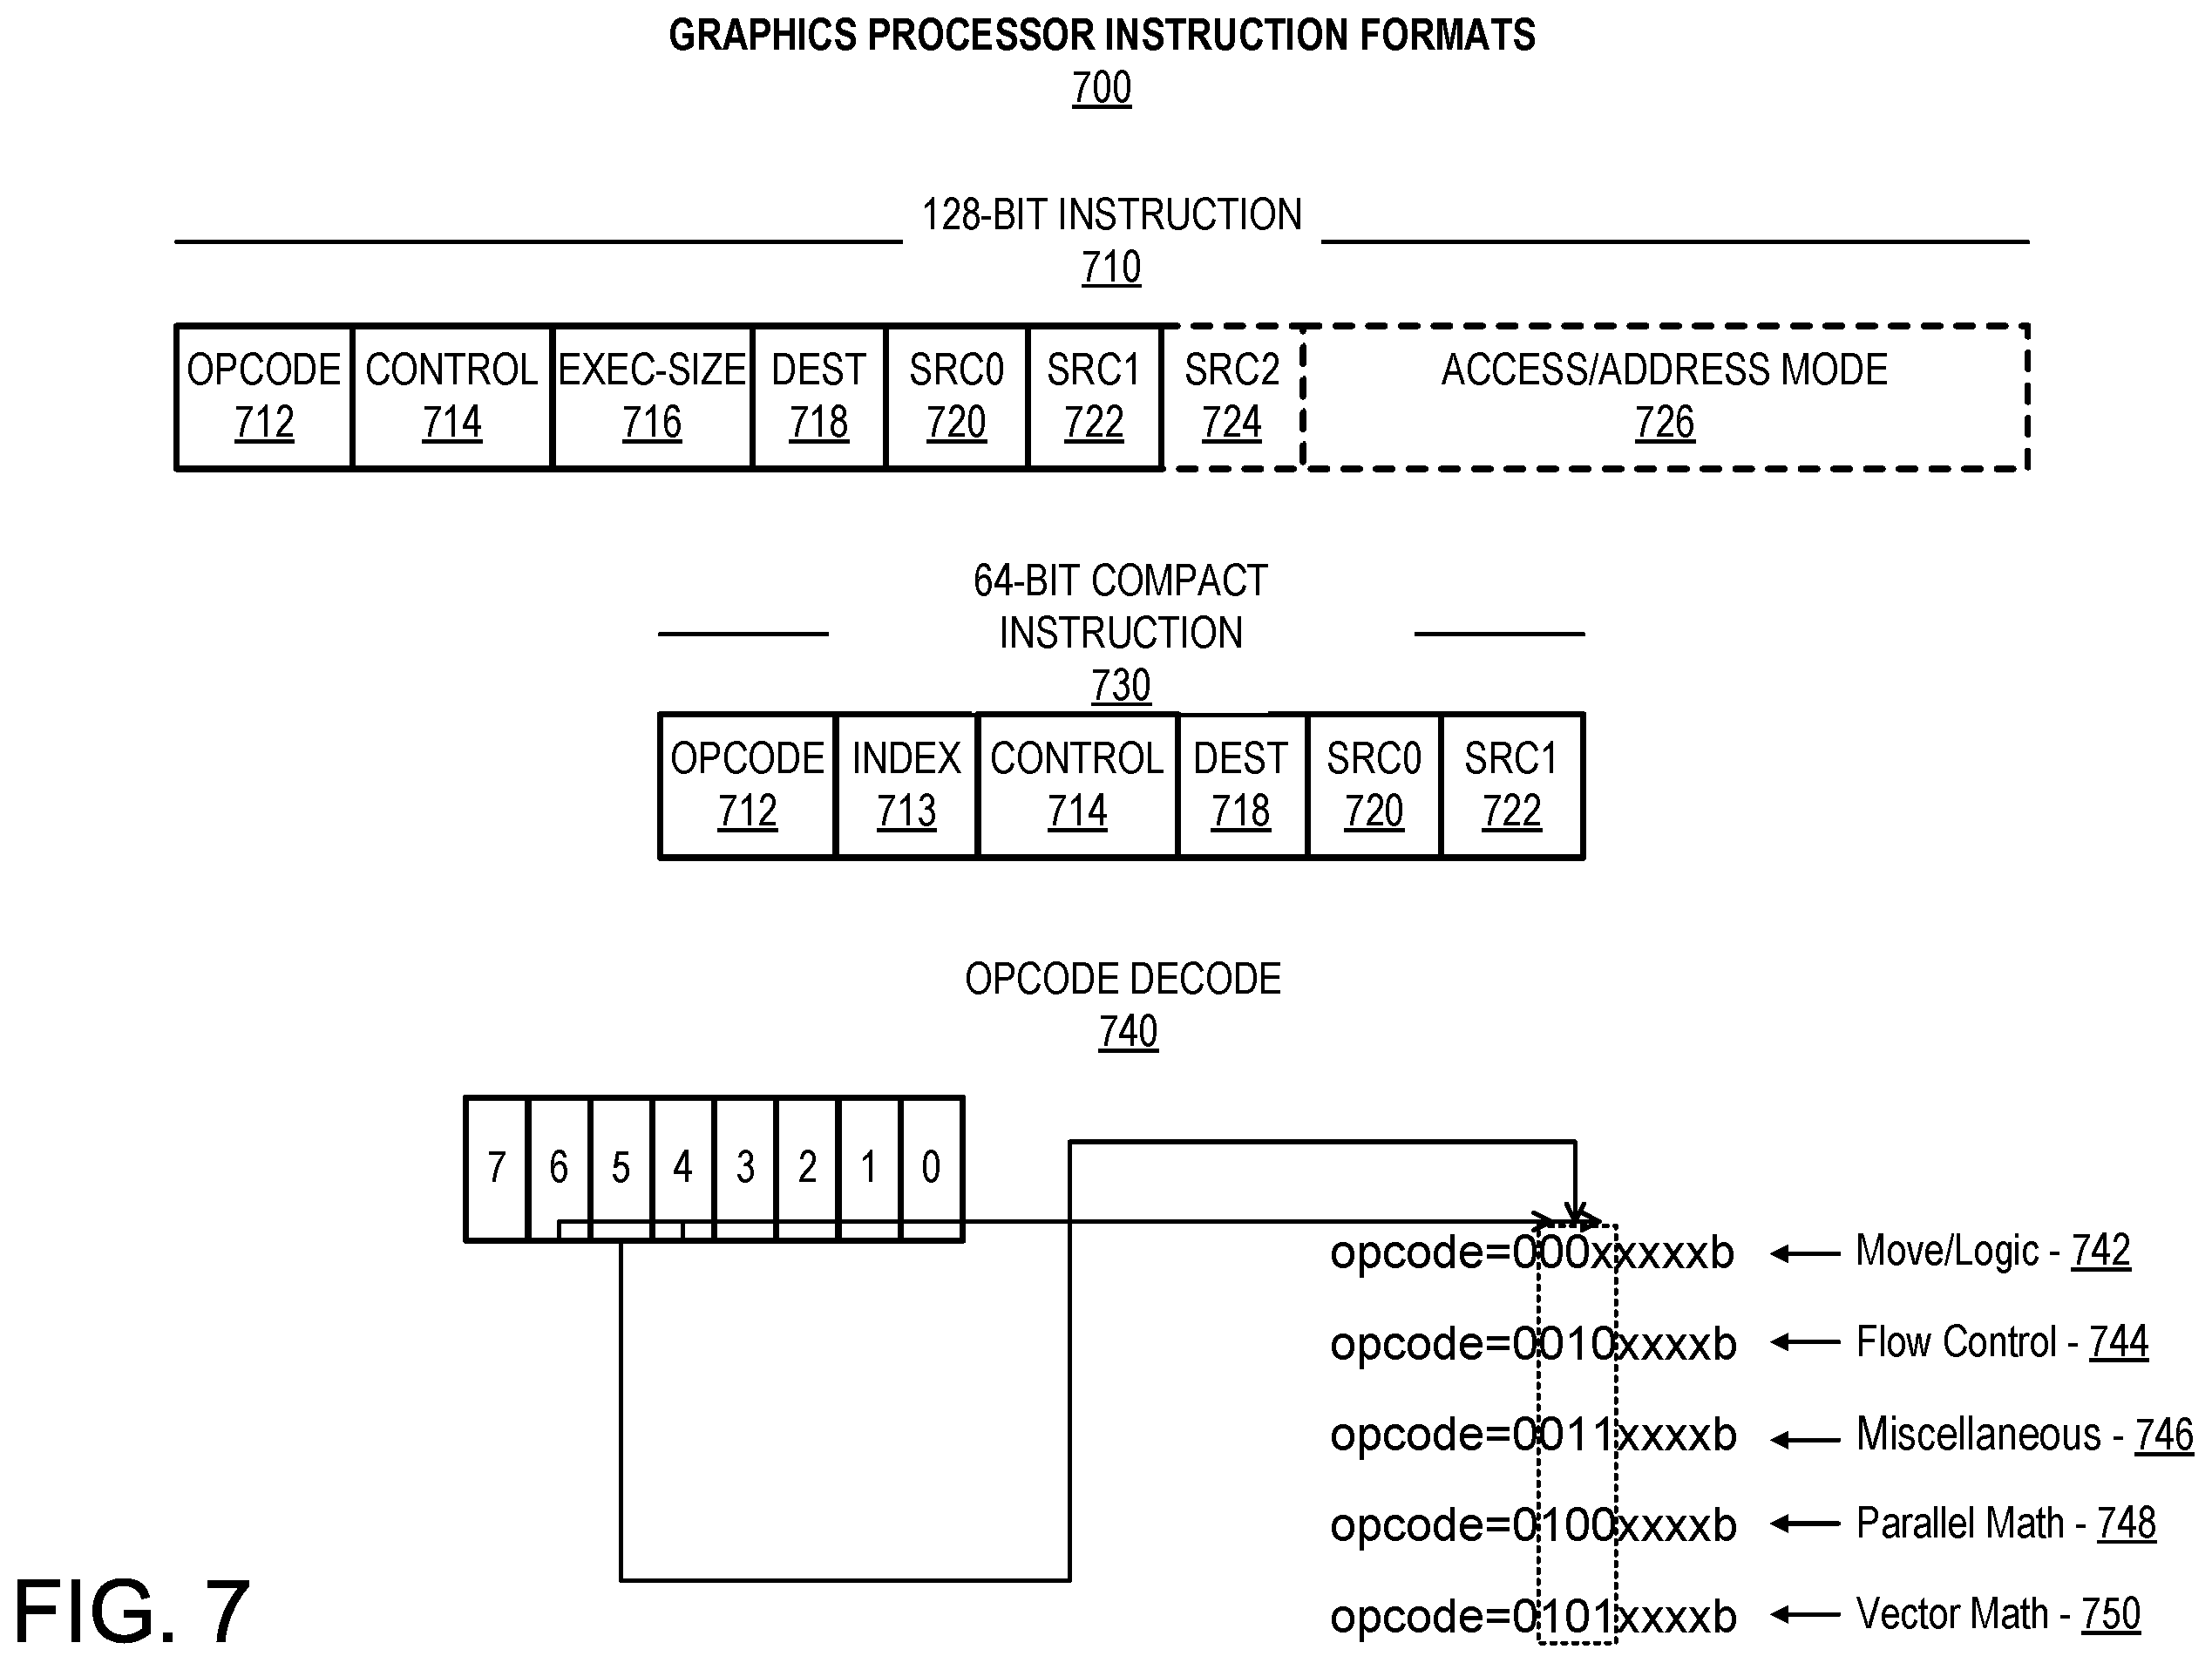 GRAPHICS PROCESSOR INSTRUCTION FORMATS
700
128-BIT INSTRUCTION
710
OPCODE CONTROL EXEC-SIZE DEST SRC0 SRC1 SRC2 ACCESS/ADDRESS MODE
712 714 716 718 720 722 724 726
64-BIT COMPACT
INSTRUCTION
730
OPCODE INDEX CONTROL DEST SRC0 SRC1
712 713 714 718 720 722
OPCODE DECODE
740
7 6 5 4 3 2 1 0
opcode=000xxxxxb Move/Logic - 742
opcode=0010xxxxb Flow Control - 744
opcode=0011xxxxb Miscellaneous - 746
opcode=0100xxxxb Parallel Math - 748
opcode=0101xxxxb Vector Math - 750
FIG. 7